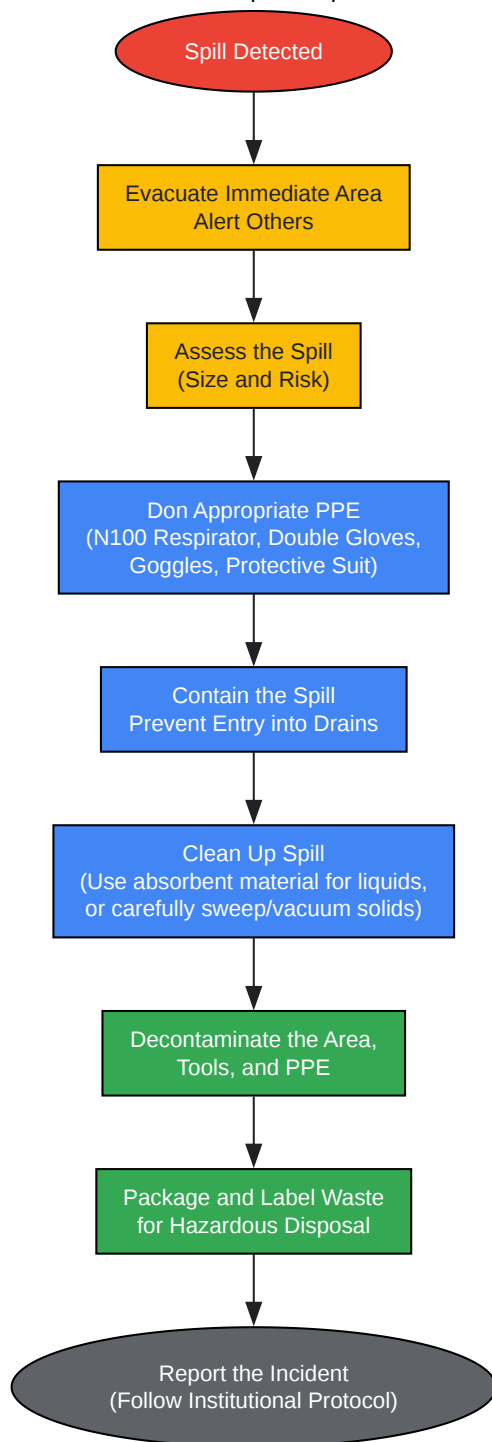 Spill Detected
Evacuate Immediate Area
Alert Others
Assess the Spill
(Size and Risk)
Don Appropriate PPE
(N100 Respirator, Double Gloves,
Goggles, Protective Suit)
Contain the Spill
Prevent Entry into Drains
Clean Up Spill
(Use absorbent material for liquids,
or carefully sweep/vacuum solids)
Decontaminate the Area,
Tools, and PPE
Package and Label Waste
for Hazardous Disposal
Report the Incident
(Follow Institutional Protocol)